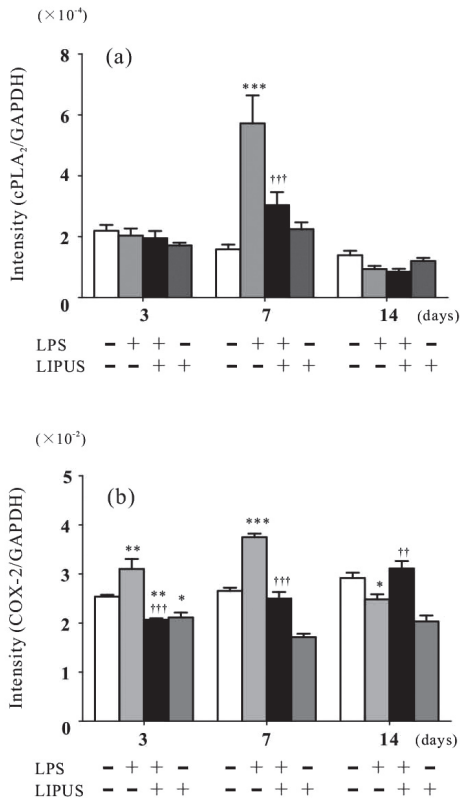 (×10⁻⁴)
(a)
Intensity (cPLA₂/GAPDH)
8
6
4
2
0
***
†††
3 7 14 (days)
LPS − + + − − + + − − + + −
LIPUS − − + + − − + + − − + +
(×10⁻²)
(b)
Intensity (COX-2/GAPDH)
5
4
3
2
1
0
**
**
†††
*
***
†††
*
††
3 7 14 (days)
LPS − + + − − + + − − + + −
LIPUS − − + + − − + + − − + +